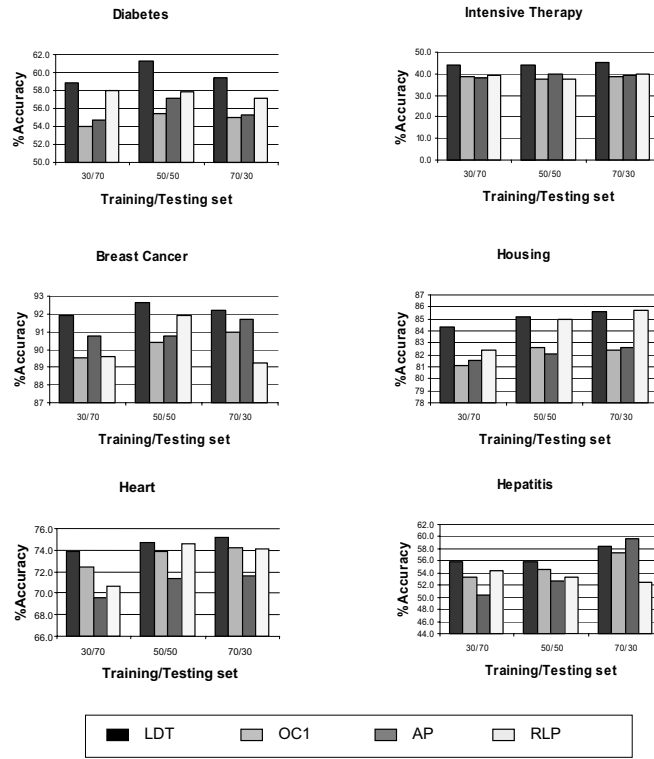 Diabetes
62.0
60.0
58.0
56.0
54.0
52.0
50.0
%Accuracy
30/70 50/50 70/30
Training/Testing set
Intensive Therapy
50.0
40.0
30.0
20.0
10.0
0.0
%Accuracy
30/70 50/50 70/30
Training/Testing set
Breast Cancer
93
92
91
90
89
88
87
%Accuracy
30/70 50/50 70/30
Training/Testing set
Housing
87
86
85
84
83
82
81
80
79
78
%Accuracy
30/70 50/50 70/30
Training/Testing set
Heart
76.0
74.0
72.0
70.0
68.0
66.0
%Accuracy
30/70 50/50 70/30
Training/Testing set
Hepatitis
62.0
60.0
58.0
56.0
54.0
52.0
50.0
48.0
46.0
44.0
%Accuracy
30/70 50/50 70/30
Training/Testing set
LDT OC1 AP RLP